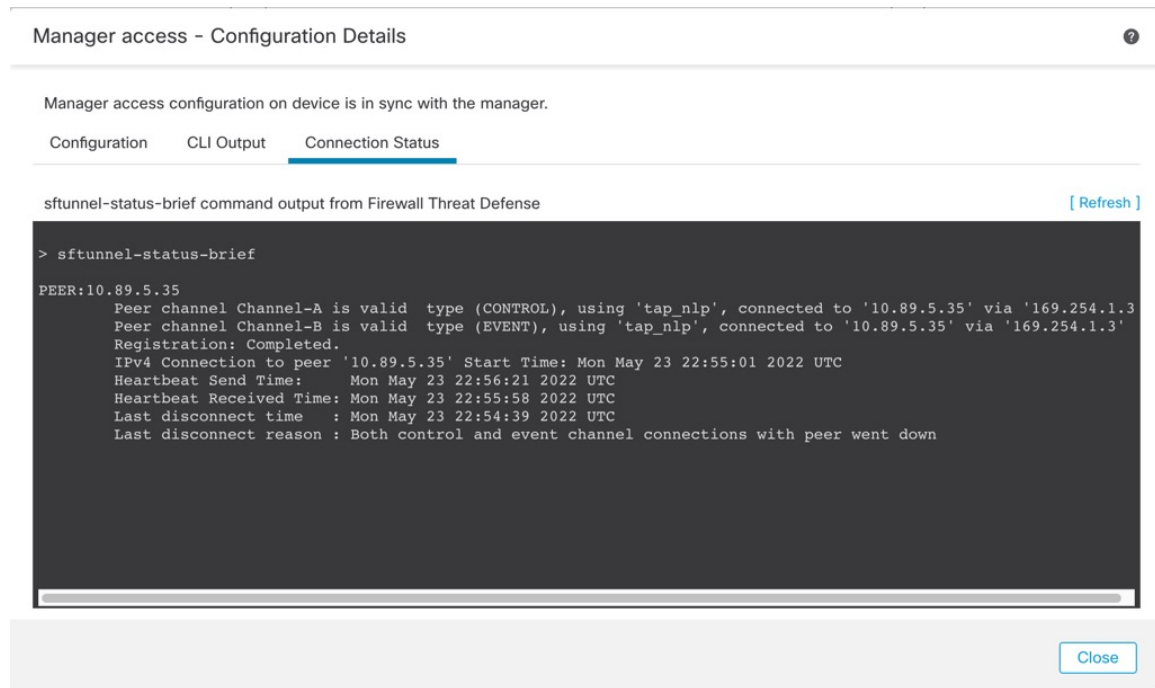 Manager access - Configuration Details
?
Manager access configuration on device is in sync with the manager.
Configuration CLI Output Connection Status
sftunnel-status-brief command output from Firewall Threat Defense [ Refresh ]
> sftunnel-status-brief
PEER:10.89.5.35
Peer channel Channel-A is valid type (CONTROL), using 'tap_nlp', connected to '10.89.5.35' via '169.254.1.3
Peer channel Channel-B is valid type (EVENT), using 'tap_nlp', connected to '10.89.5.35' via '169.254.1.3'
Registration: Completed.
IPv4 Connection to peer '10.89.5.35' Start Time: Mon May 23 22:55:01 2022 UTC
Heartbeat Send Time: Mon May 23 22:56:21 2022 UTC
Heartbeat Received Time: Mon May 23 22:55:58 2022 UTC
Last disconnect time : Mon May 23 22:54:39 2022 UTC
Last disconnect reason : Both control and event channel connections with peer went down
Close